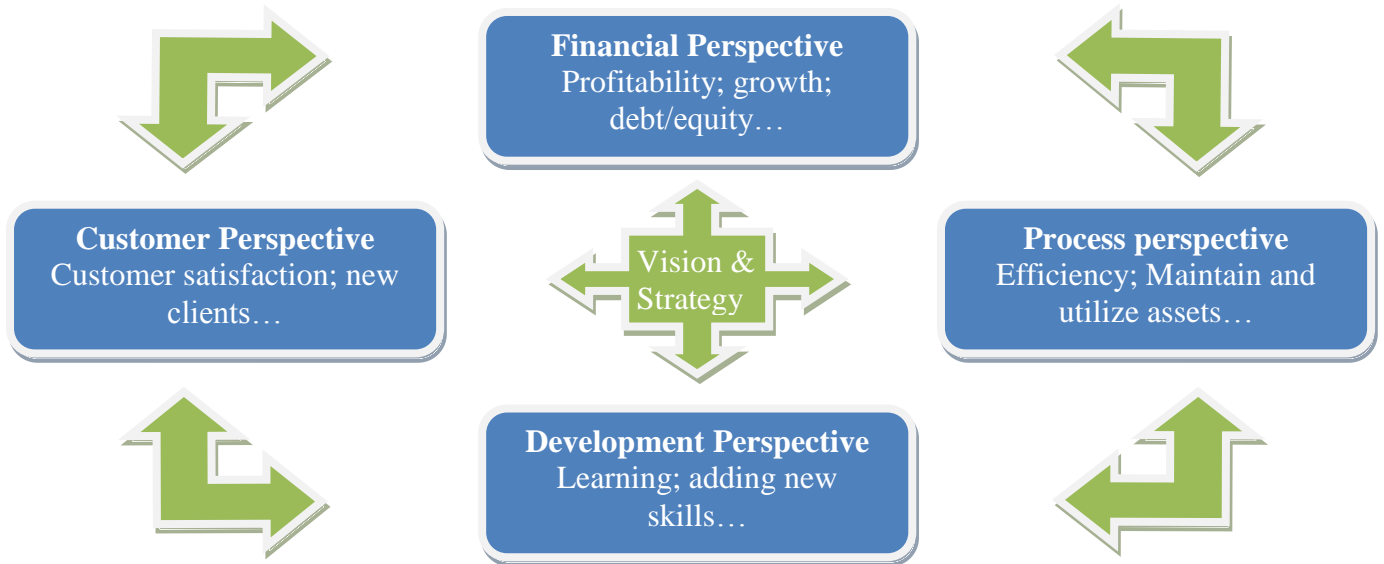 Financial Perspective
Profitability; growth;
debt/equity…
Customer Perspective
Customer satisfaction; new
clients…
Vision &
Strategy
Process perspective
Efficiency; Maintain and
utilize assets…
Development Perspective
Learning; adding new
skills…